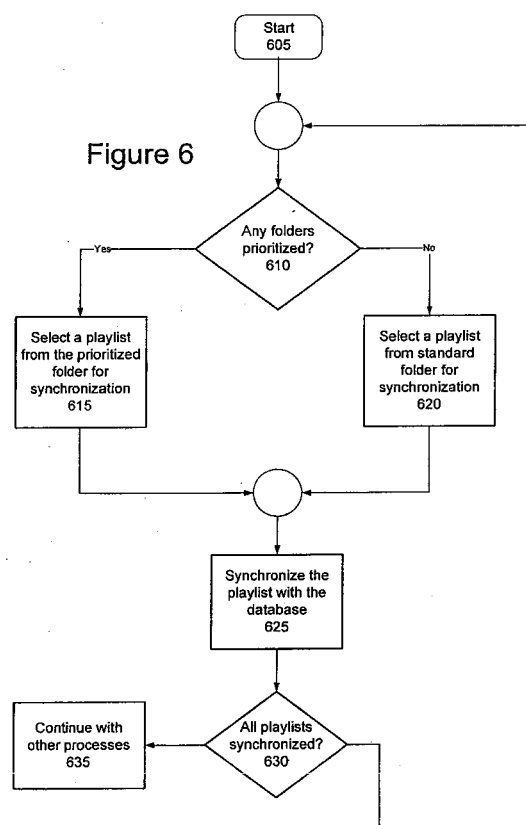 Start
605
Figure 6
Any folders
prioritized?
610
Yes
No
Select a playlist
from the prioritized
folder for
synchronization
615
Select a playlist
from standard
folder for
synchronization
620
Synchronize the
playlist with the
database
625
Continue with
other processes
635
All playlists
synchronized?
630